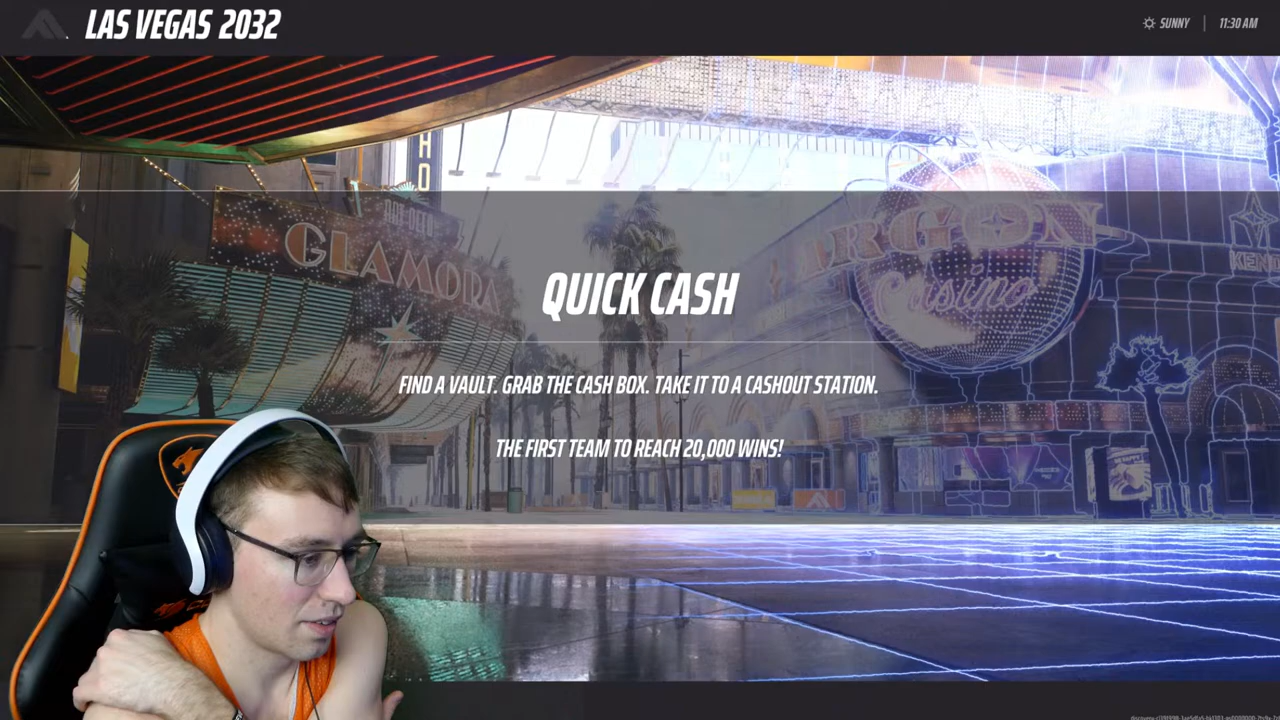 LAS VEGAS 2032
SUNNY | 11:30 AM
HO
GLAMORA
ARGON
Casino
QUICK CASH
FIND A VAULT. GRAB THE CASH BOX. TAKE IT TO A CASHOUT STATION.
THE FIRST TEAM TO REACH 20,000 WINS!